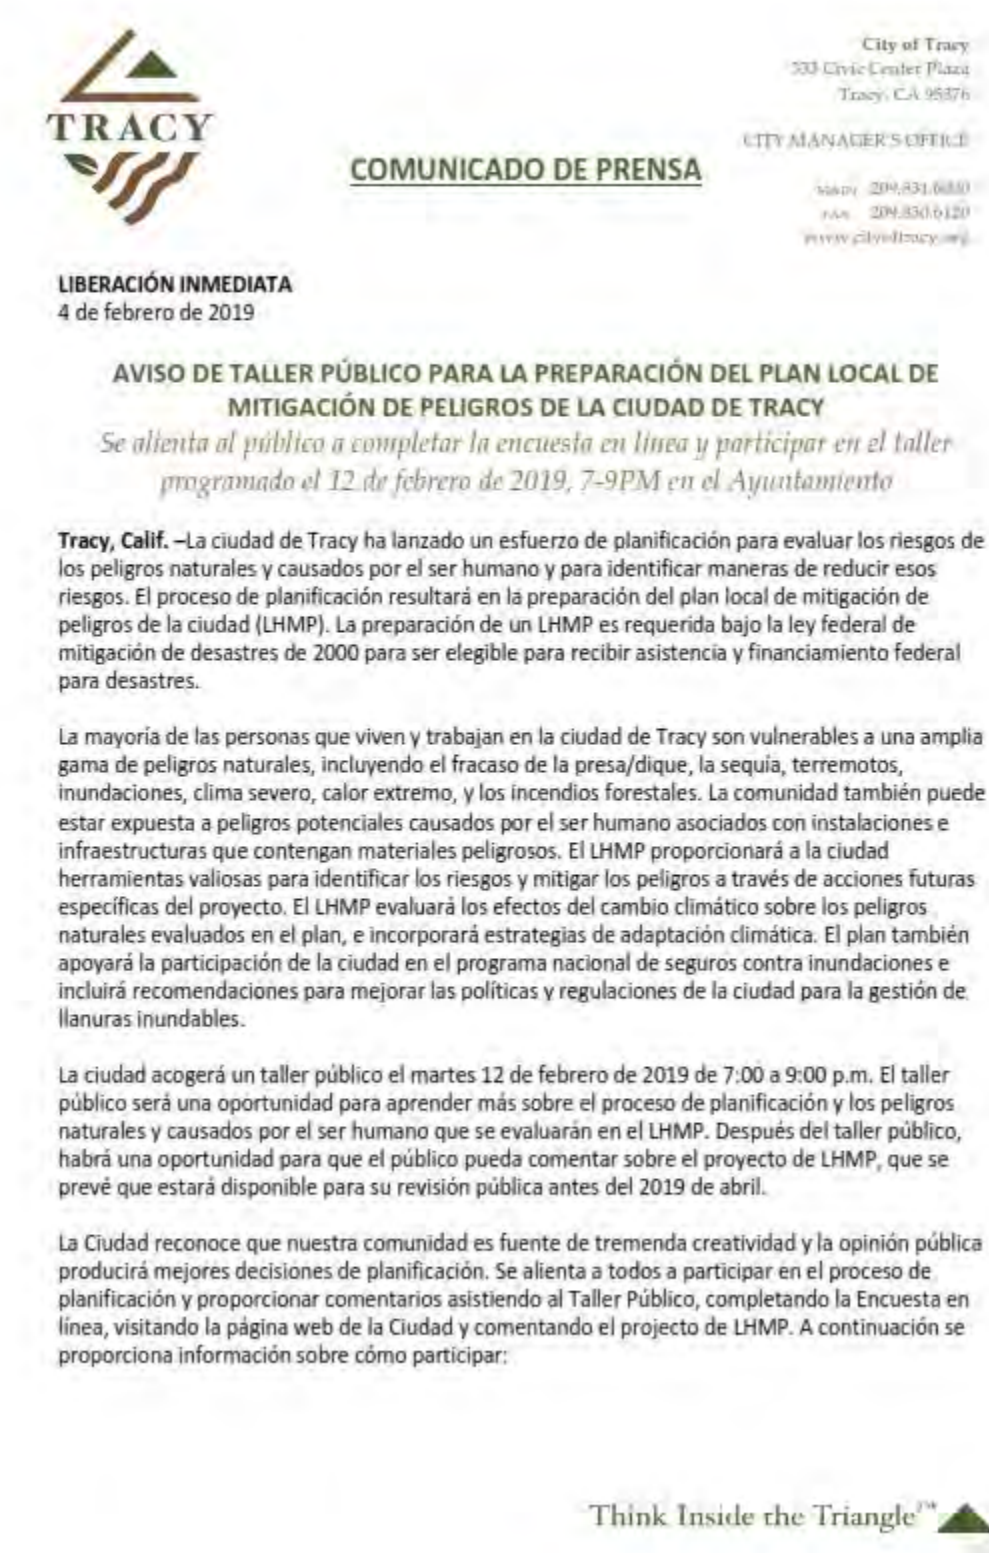 TRACY
City of Tracy
333 Civic Center Plaza
Tracy, CA 95376
CITY MANAGER'S OFFICE
MAIN 209.831.6000
FAX 209.830.6120
www.cityoftracy.org
COMUNICADO DE PRENSA
LIBERACIÓN INMEDIATA
4 de febrero de 2019
AVISO DE TALLER PÚBLICO PARA LA PREPARACIÓN DEL PLAN LOCAL DE
MITIGACIÓN DE PELIGROS DE LA CIUDAD DE TRACY
Se alienta al público a completar la encuesta en línea y participar en el taller
programado el 12 de febrero de 2019, 7-9PM en el Ayuntamiento
Tracy, Calif. –La ciudad de Tracy ha lanzado un esfuerzo de planificación para evaluar los riesgos de
los peligros naturales y causados por el ser humano y para identificar maneras de reducir esos
riesgos. El proceso de planificación resultará en la preparación del plan local de mitigación de
peligros de la ciudad (LHMP). La preparación de un LHMP es requerida bajo la ley federal de
mitigación de desastres de 2000 para ser elegible para recibir asistencia y financiamiento federal
para desastres.
La mayoría de las personas que viven y trabajan en la ciudad de Tracy son vulnerables a una amplia
gama de peligros naturales, incluyendo el fracaso de la presa/dique, la sequía, terremotos,
inundaciones, clima severo, calor extremo, y los incendios forestales. La comunidad también puede
estar expuesta a peligros potenciales causados por el ser humano asociados con instalaciones e
infraestructuras que contengan materiales peligrosos. El LHMP proporcionará a la ciudad
herramientas valiosas para identificar los riesgos y mitigar los peligros a través de acciones futuras
específicas del proyecto. El LHMP evaluará los efectos del cambio climático sobre los peligros
naturales evaluados en el plan, e incorporará estrategias de adaptación climática. El plan también
apoyará la participación de la ciudad en el programa nacional de seguros contra inundaciones e
incluirá recomendaciones para mejorar las políticas y regulaciones de la ciudad para la gestión de
llanuras inundables.
La ciudad acogerá un taller público el martes 12 de febrero de 2019 de 7:00 a 9:00 p.m. El taller
público será una oportunidad para aprender más sobre el proceso de planificación y los peligros
naturales y causados por el ser humano que se evaluarán en el LHMP. Después del taller público,
habrá una oportunidad para que el público pueda comentar sobre el proyecto de LHMP, que se
prevé que estará disponible para su revisión pública antes del 2019 de abril.
La Ciudad reconoce que nuestra comunidad es fuente de tremenda creatividad y la opinión pública
producirá mejores decisiones de planificación. Se alienta a todos a participar en el proceso de
planificación y proporcionar comentarios asistiendo al Taller Público, completando la Encuesta en
línea, visitando la página web de la Ciudad y comentando el projecto de LHMP. A continuación se
proporciona información sobre cómo participar:
Think Inside the Triangle™